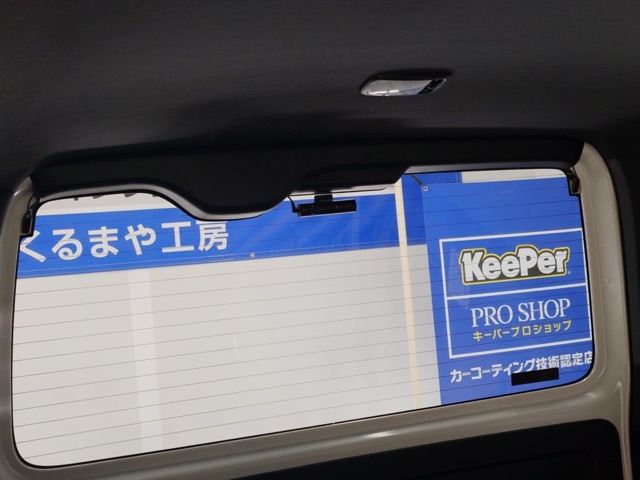 くるまや工房
KeePer
PRO SHOP
キーパープロショップ
カーコーティング技術認定店